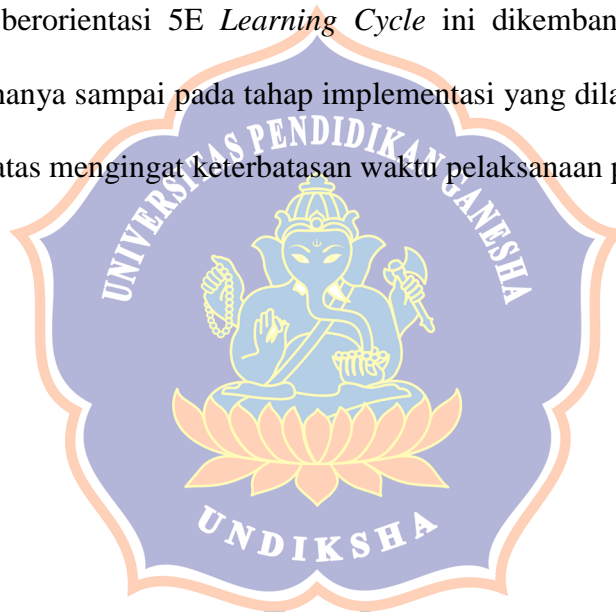 berorientasi 5E Learning Cycle ini dikemban
hanya sampai pada tahap implementasi yang dila
atas mengingat keterbatasan waktu pelaksanaan p
UNIVERSITAS PENDIDIKAN GANESHA
UNDIKSHA